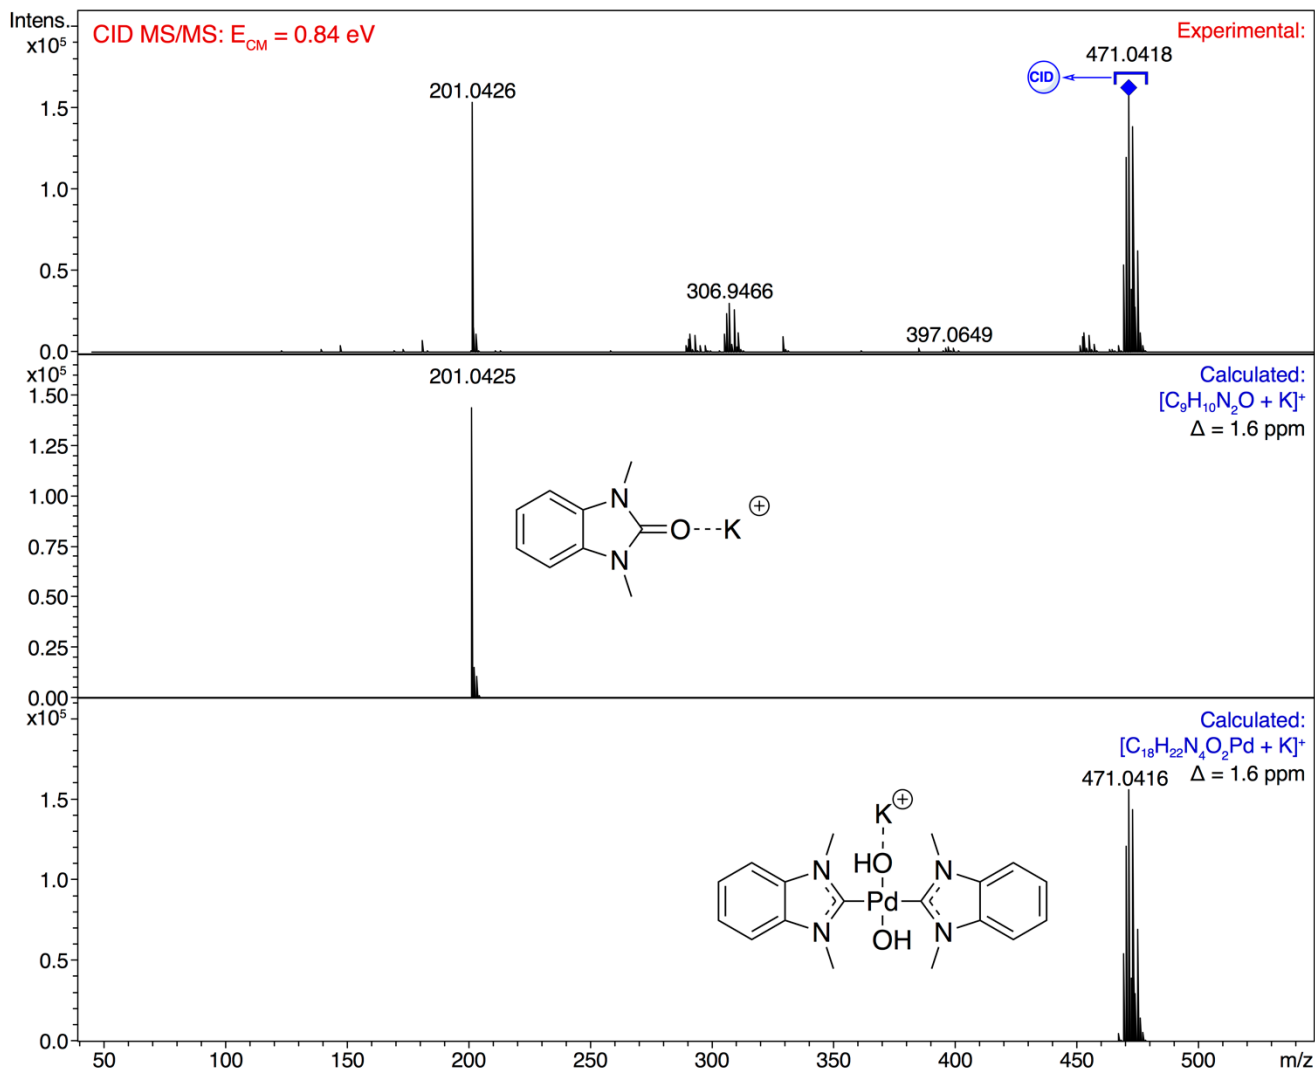 Intens.
x10⁵
CID MS/MS: E_CM = 0.84 eV
Experimental:
471.0418
CID
201.0426
306.9466
397.0649
1.5
1.0
0.5
0.0
x10⁵
201.0425
Calculated:
[C₉H₁₀N₂O + K]⁺
Δ = 1.6 ppm
1.50
1.25
1.00
0.75
0.50
0.25
0.00
N
O
K
+
N
x10⁵
Calculated:
[C₁₈H₂₂N₄O₂Pd + K]⁺
471.0416
Δ = 1.6 ppm
1.5
1.0
0.5
0.0
K
+
N
HO
N
Pd
N
OH
N
50 100 150 200 250 300 350 400 450 500 m/z